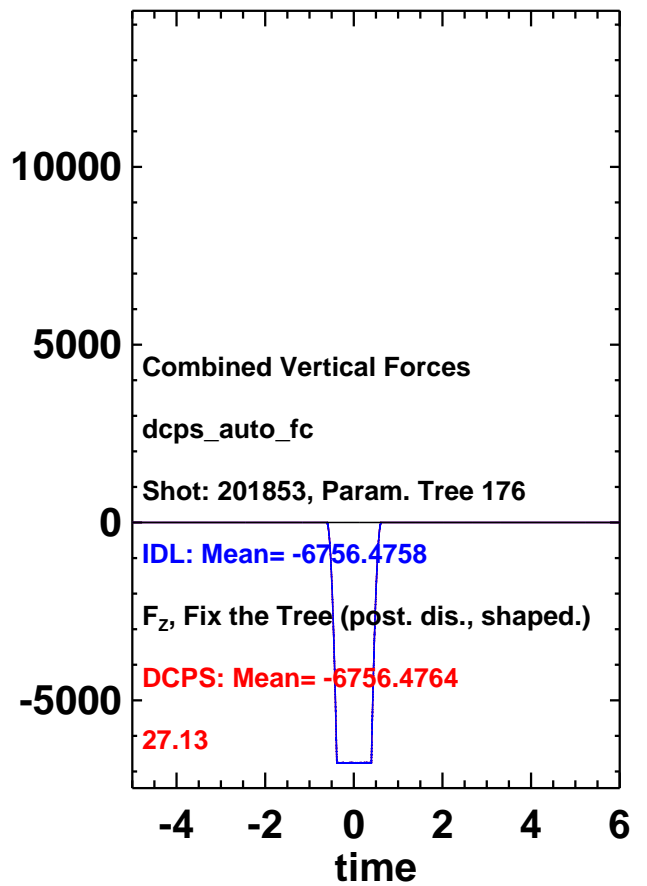 10000
5000
Combined Vertical Forces
dcps_auto_fc
Shot: 201853, Param. Tree 176
0
IDL: Mean= -6756.4758
Fz, Fix the Tree (post. dis., shaped.)
DCPS: Mean= -6756.4764
-5000
27.13
-4 -2 0 2 4 6
time